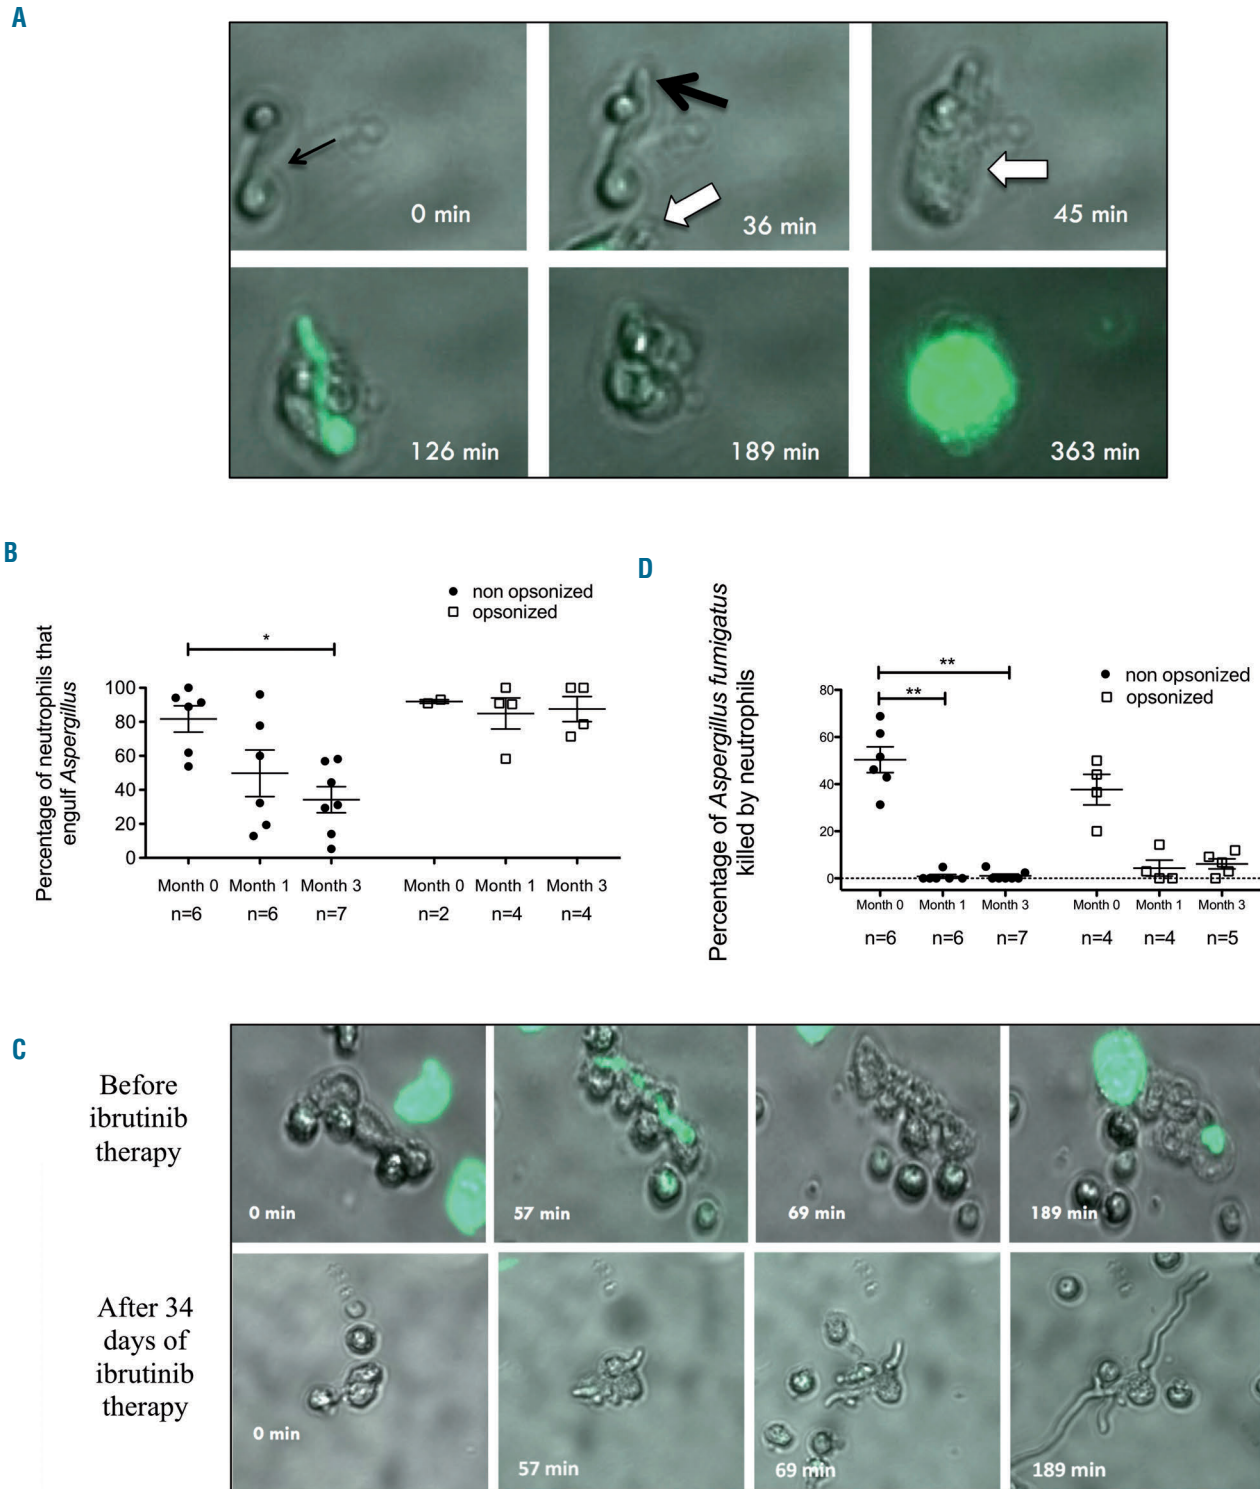 A
0 min
36 min
45 min
126 min
189 min
363 min
B
Percentage of neutrophils that
engulf Aspergillus
non opsonized
opsonized
*
100
80
60
40
20
0
Month 0 Month 1 Month 3
n=6 n=6 n=7
Month 0 Month 1 Month 3
n=2 n=4 n=4
D
Percentage of Aspergillus fumigatus
killed by neutrophils
non opsonized
opsonized
**
**
80
60
40
20
0
Month 0 Month 1 Month 3
n=6 n=6 n=7
Month 0 Month 1 Month 3
n=4 n=4 n=5
C
Before
ibrutinib
therapy
0 min
57 min
69 min
189 min
After 34
days of
ibrutinib
therapy
0 min
57 min
69 min
189 min